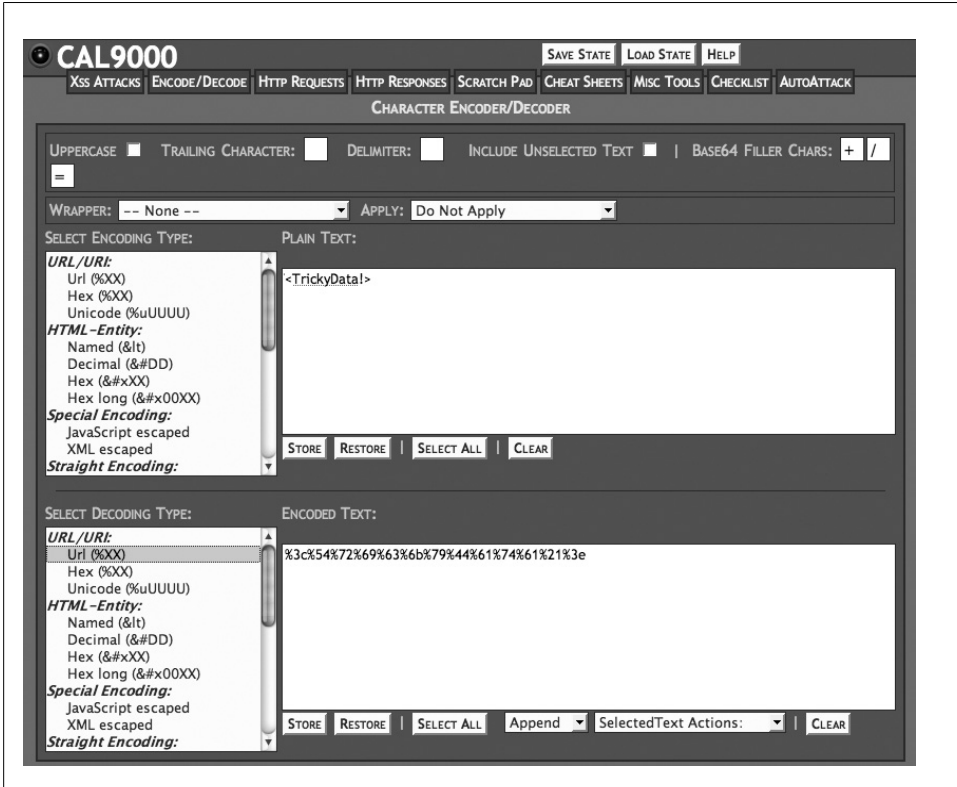 CAL9000
SAVE STATE LOAD STATE HELP
XSS ATTACKS ENCODE/DECODE HTTP REQUESTS HTTP RESPONSES SCRATCH PAD CHEAT SHEETS MISC TOOLS CHECKLIST AUTOATTACK
CHARACTER ENCODER/DECODER
UPPERCASE TRAILING CHARACTER: DELIMITER: INCLUDE UNSELECTED TEXT | BASE64 FILLER CHARS: + /
=
WRAPPER: -- None -- APPLY: Do Not Apply
SELECT ENCODING TYPE:
URL/URI:
Url (%XX)
Hex (%XX)
Unicode (%uUUUU)
HTML-Entity:
Named (&lt)
Decimal (&#DD)
Hex (&#xXX)
Hex long (&#x00XX)
Special Encoding:
JavaScript escaped
XML escaped
Straight Encoding:
PLAIN TEXT:
<TrickyData!>
STORE RESTORE | SELECT ALL | CLEAR
SELECT DECODING TYPE:
URL/URI:
Url (%XX)
Hex (%XX)
Unicode (%uUUUU)
HTML-Entity:
Named (&lt)
Decimal (&#DD)
Hex (&#xXX)
Hex long (&#x00XX)
Special Encoding:
JavaScript escaped
XML escaped
Straight Encoding:
ENCODED TEXT:
%3c%54%72%69%63%6b%79%44%61%74%61%21%3e
STORE RESTORE | SELECT ALL Append SelectedText Actions: | CLEAR